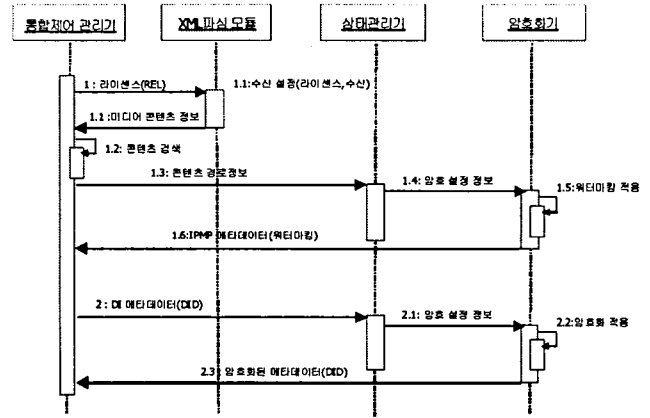 통합제어 관리기
XML파싱 모듈
상태관리기
암호화기
1 : 라이센스(REL)
1.1:수신 설정(라이센스,수신)
1.1 :미디어 콘텐츠 정보
1.2: 콘텐츠 검색
1.3: 콘텐츠 경로정보
1.4: 암호 설정 정보
1.5:워터마킹 적용
1.6:IPMP 메타데이터(워터마킹)
2 : DI 메타데이터(DID)
2.1: 암호 설정 정보
2.2:암호화 적용
2.3 : 암호화된 메타데이터(DID)